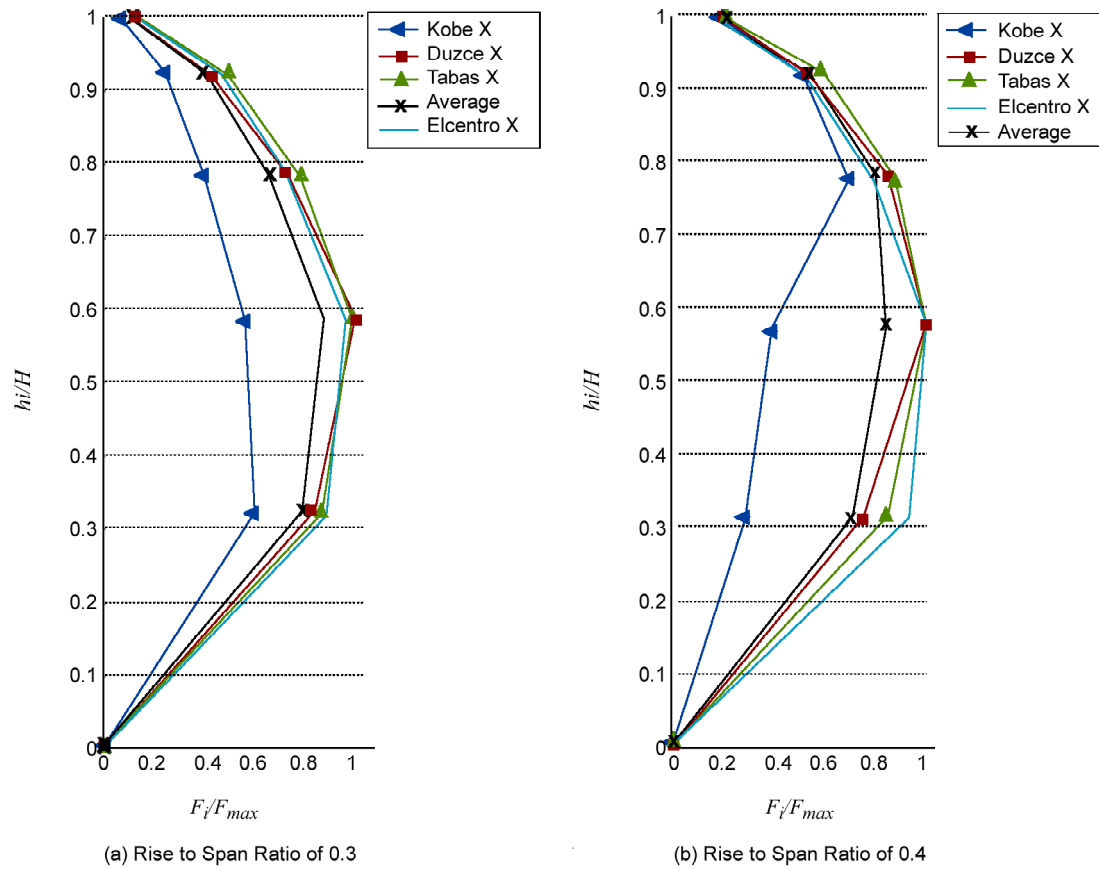 1
0.9
0.8
0.7
0.6
0.5
0.4
0.3
0.2
0.1
0
hi/H
0 0.2 0.4 0.6 0.8 1
Fi/Fmax
Kobe X
Duzce X
Tabas X
Average
Elcentro X
(a) Rise to Span Ratio of 0.3
1
0.9
0.8
0.7
0.6
0.5
0.4
0.3
0.2
0.1
0
hi/H
0 0.2 0.4 0.6 0.8 1
Fi/Fmax
Kobe X
Duzce X
Tabas X
Elcentro X
Average
(b) Rise to Span Ratio of 0.4